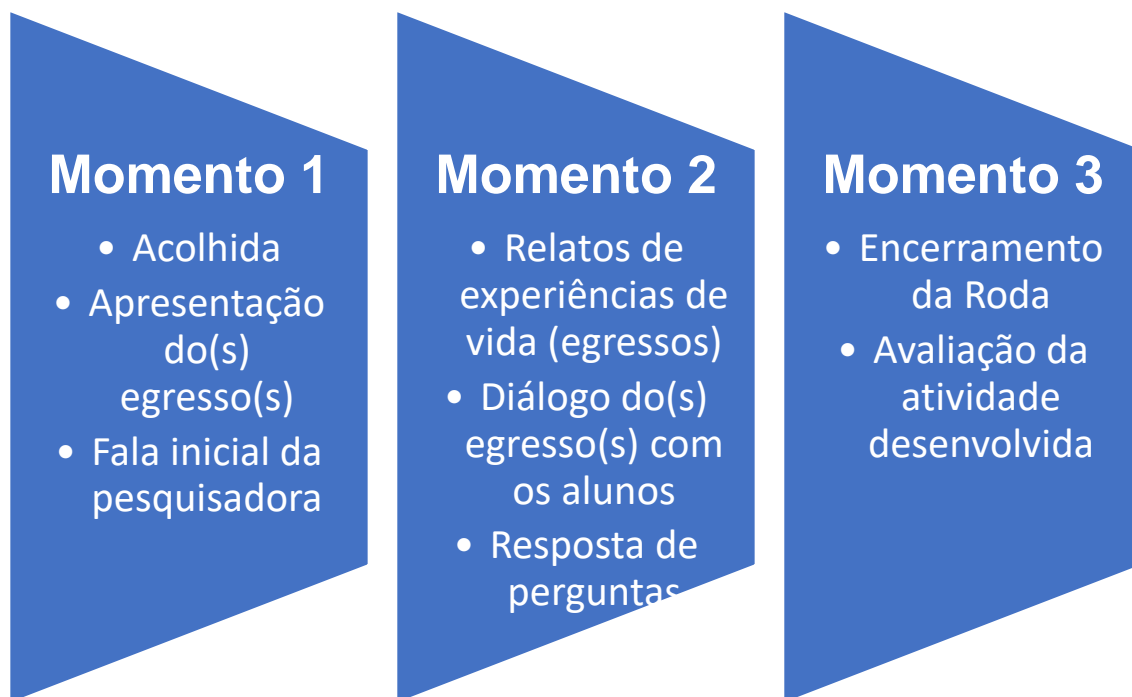 Momento 1
• Acolhida
• Apresentação
do(s)
egresso(s)
• Fala inicial da
pesquisadora
Momento 2
• Relatos de
experiências de
vida (egressos)
• Diálogo do(s)
egresso(s) com
os alunos
• Resposta de
perguntas
Momento 3
• Encerramento
da Roda
• Avaliação da
atividade
desenvolvida